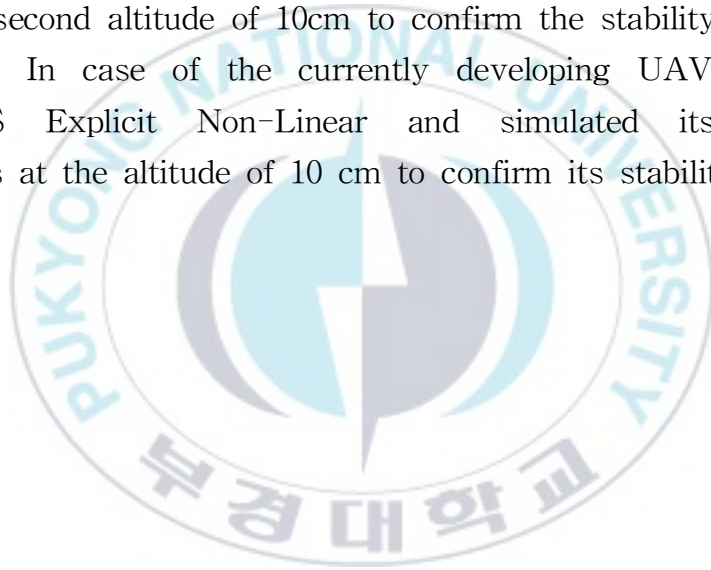 second altitude of 10cm to confirm the stability
In case of the currently developing UAV
Explicit Non-Linear and simulated its
at the altitude of 10 cm to confirm its
PUKYONG NATIONAL UNIVERSITY
부경대학교